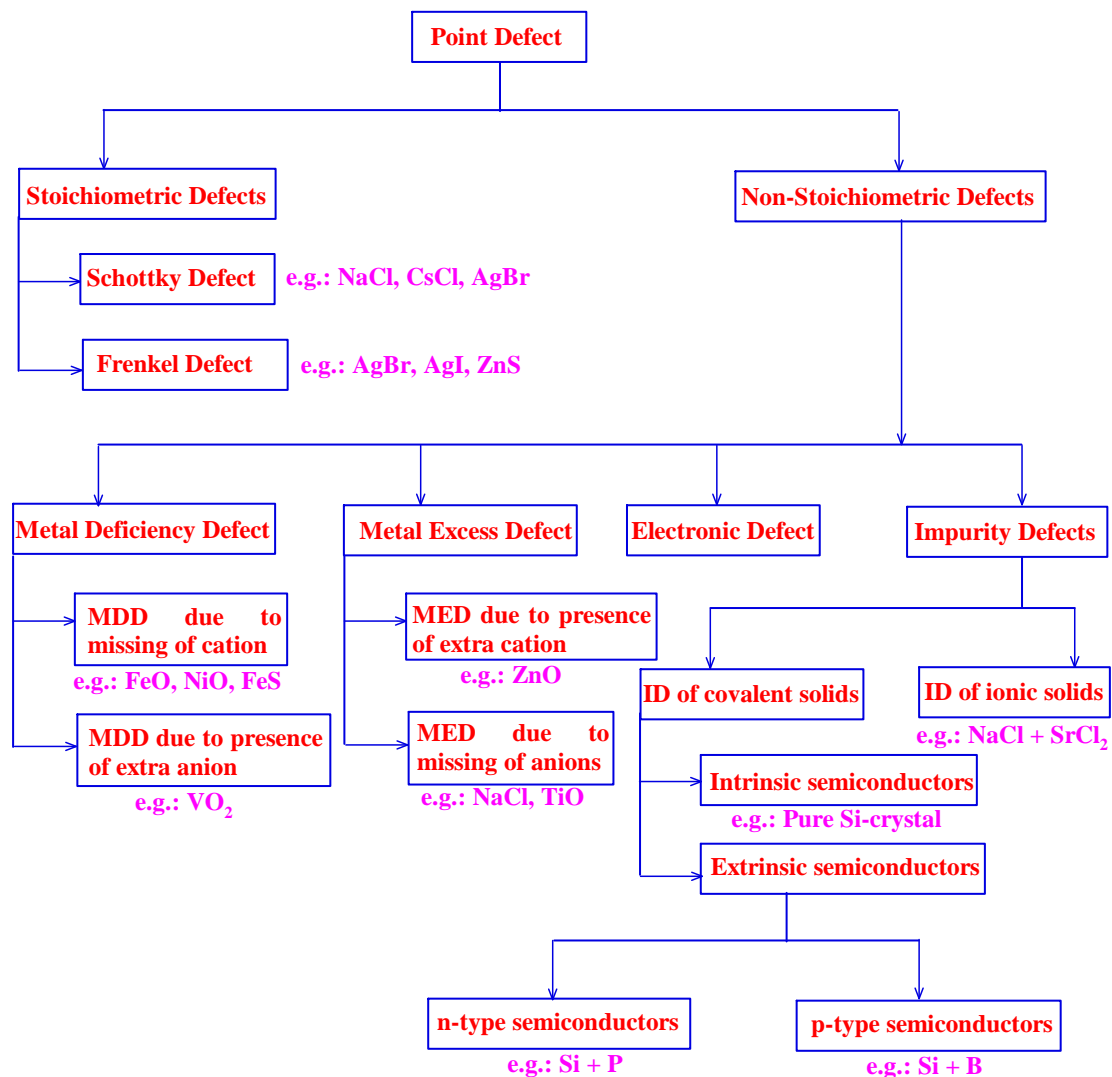 Point Defect
Stoichiometric Defects
Non-Stoichiometric Defects
Schottky Defect
e.g.: NaCl, CsCl, AgBr
Frenkel Defect
e.g.: AgBr, AgI, ZnS
Metal Deficiency Defect
Metal Excess Defect
Electronic Defect
Impurity Defects
MDD due to
missing of cation
e.g.: FeO, NiO, FeS
MDD due to presence
of extra anion
e.g.: VO₂
MED due to presence
of extra cation
e.g.: ZnO
MED due to
missing of anions
e.g.: NaCl, TiO
ID of covalent solids
ID of ionic solids
e.g.: NaCl + SrCl₂
Intrinsic semiconductors
e.g.: Pure Si-crystal
Extrinsic semiconductors
n-type semiconductors
e.g.: Si + P
p-type semiconductors
e.g.: Si + B